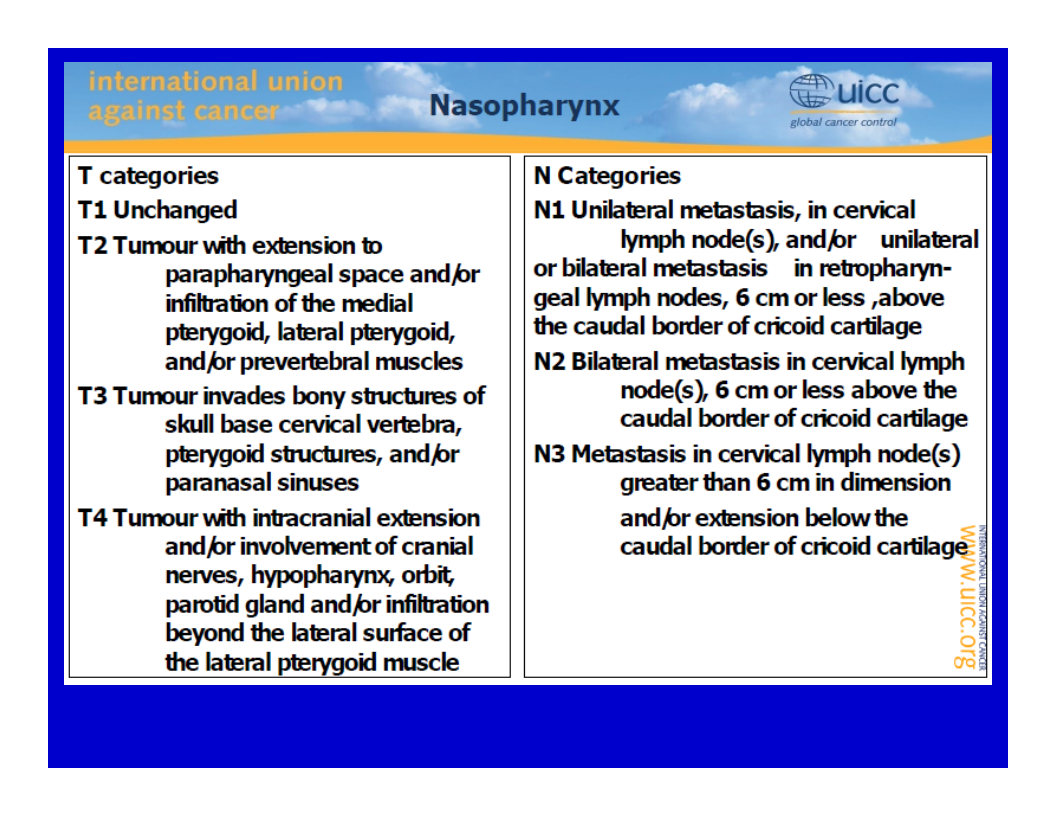 international union
against cancer
Nasopharynx
uicc
global cancer control
T categories
T1 Unchanged
T2 Tumour with extension to
parapharyngeal space and/or
infiltration of the medial
pterygoid, lateral pterygoid,
and/or prevertebral muscles
T3 Tumour invades bony structures of
skull base cervical vertebra,
pterygoid structures, and/or
paranasal sinuses
T4 Tumour with intracranial extension
and/or involvement of cranial
nerves, hypopharynx, orbit,
parotid gland and/or infiltration
beyond the lateral surface of
the lateral pterygoid muscle
N Categories
N1 Unilateral metastasis, in cervical
lymph node(s), and/or unilateral
or bilateral metastasis in retropharyn-
geal lymph nodes, 6 cm or less ,above
the caudal border of cricoid cartilage
N2 Bilateral metastasis in cervical lymph
node(s), 6 cm or less above the
caudal border of cricoid cartilage
N3 Metastasis in cervical lymph node(s)
greater than 6 cm in dimension
and/or extension below the
caudal border of cricoid cartilage
INTERNATIONAL UNION AGAINST CANCER
www.uicc.org